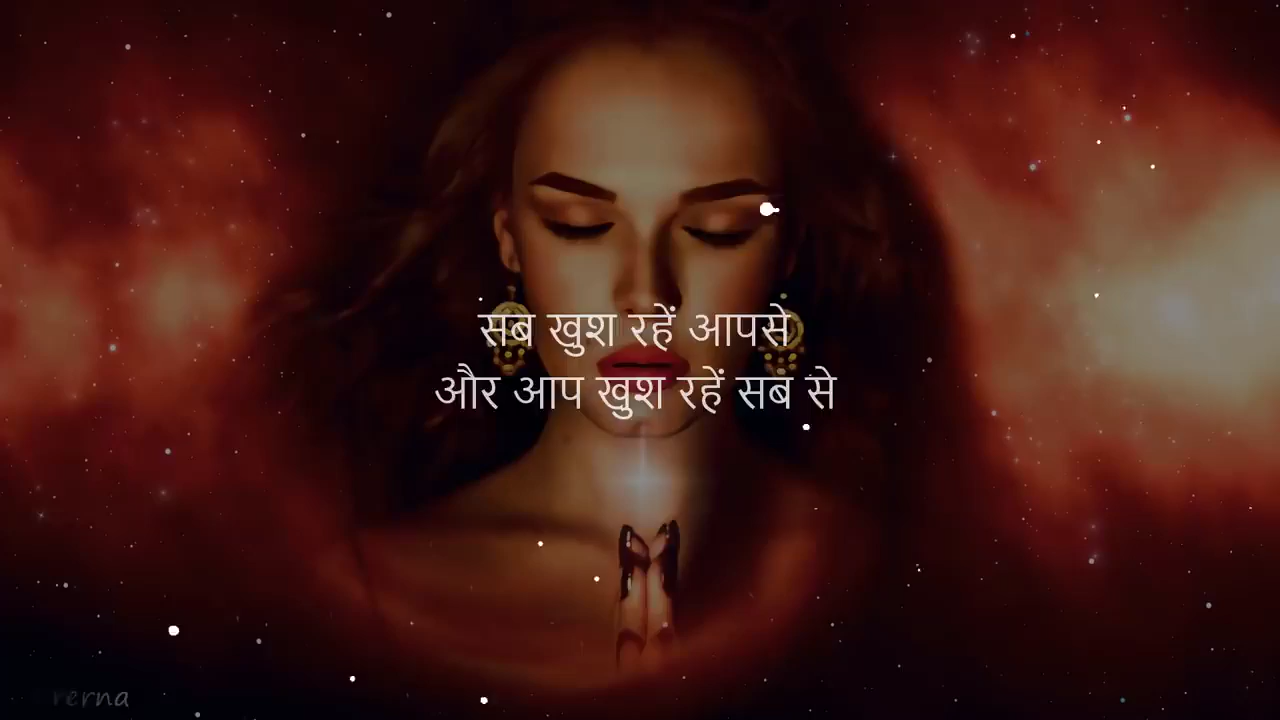 सब खुश रहें आपसे
और आप खुश रहें सब से